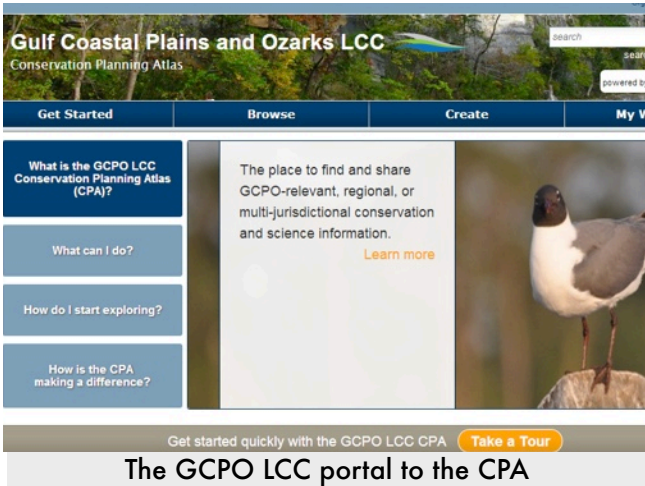 Gulf Coastal Plains and Ozarks LCC
Conservation Planning Atlas
search
powered by
Get Started
Browse
Create
My
What is the GCPO LCC
Conservation Planning Atlas
(CPA)?
What can I do?
How do I start exploring?
How is the CPA
making a difference?
The place to find and share
GCPO-relevant, regional, or
multi-jurisdictional conservation
and science information.
Learn more
Get started quickly with the GCPO LCC CPA
Take a Tour
The GCPO LCC portal to the CPA